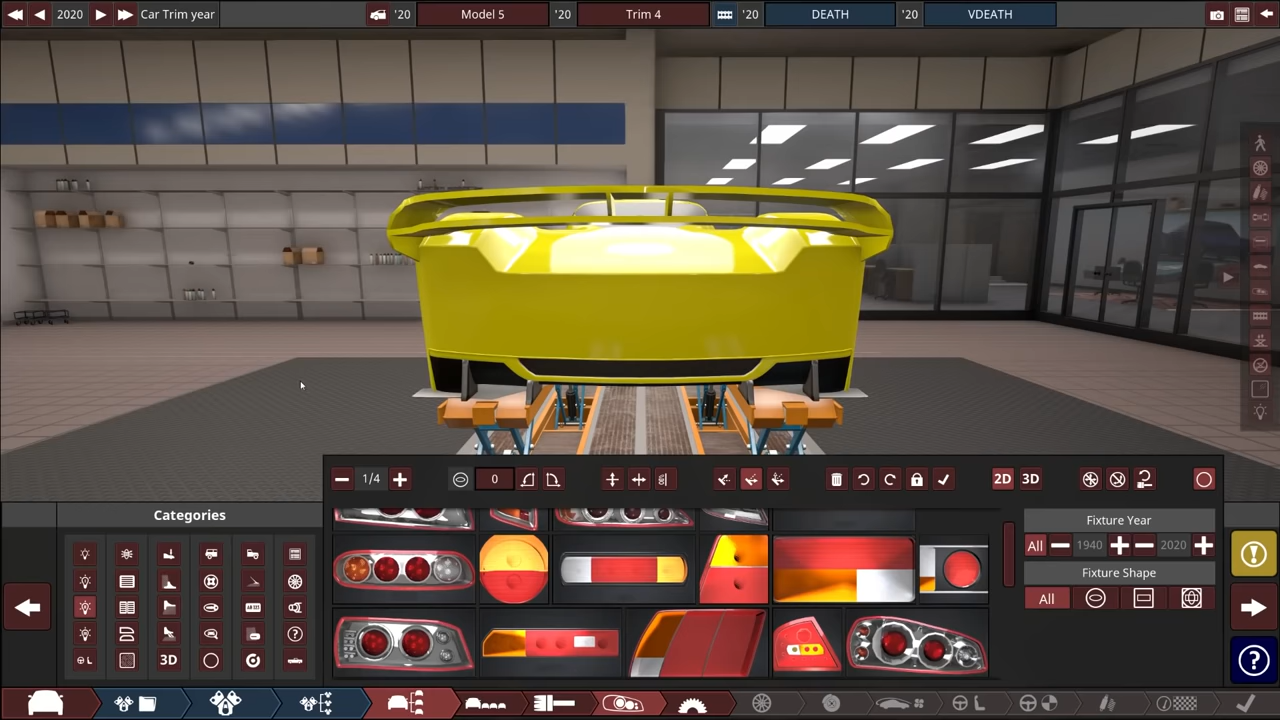 2020 Car Trim year '20 Model 5 '20 Trim 4 '20 DEATH '20 VDEATH
1/4 0 2D 3D
Categories
Fixture Year
All 1940 2020
Fixture Shape
All
L 3D